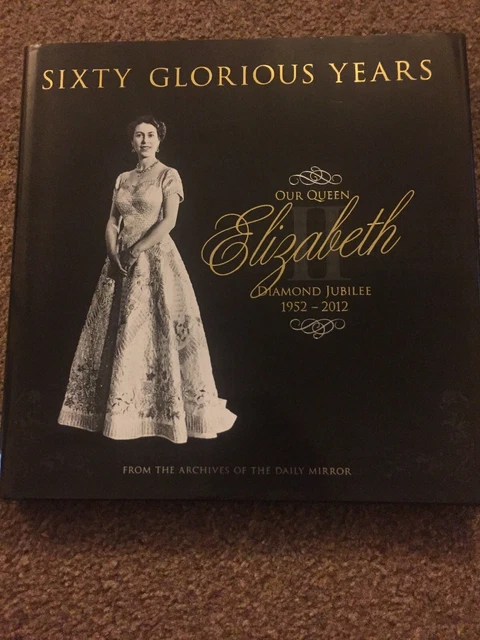 SIXTY GLORIOUS YEARS
OUR QUEEN
Elizabeth
II
DIAMOND JUBILEE
1952 – 2012
FROM THE ARCHIVES OF THE DAILY MIRROR